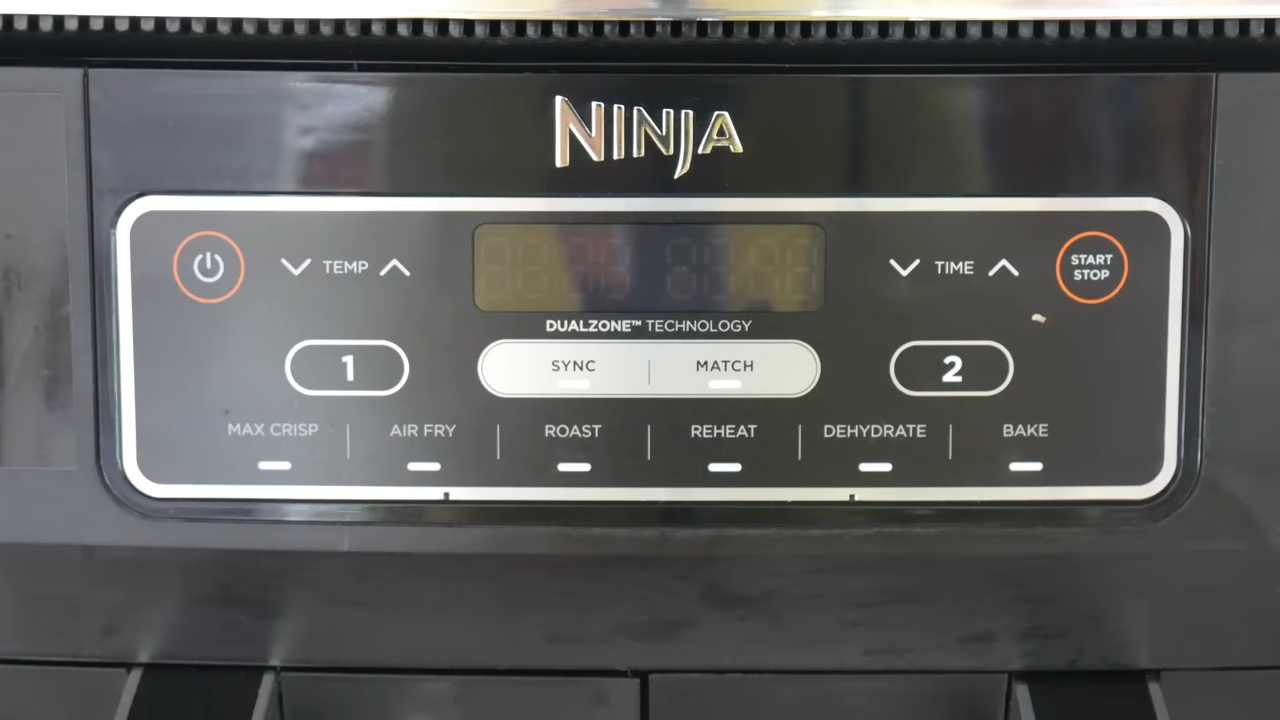 NINJA
TEMP
TIME
START
STOP
DUALZONE™ TECHNOLOGY
1
SYNC
MATCH
2
MAX CRISP
AIR FRY
ROAST
REHEAT
DEHYDRATE
BAKE